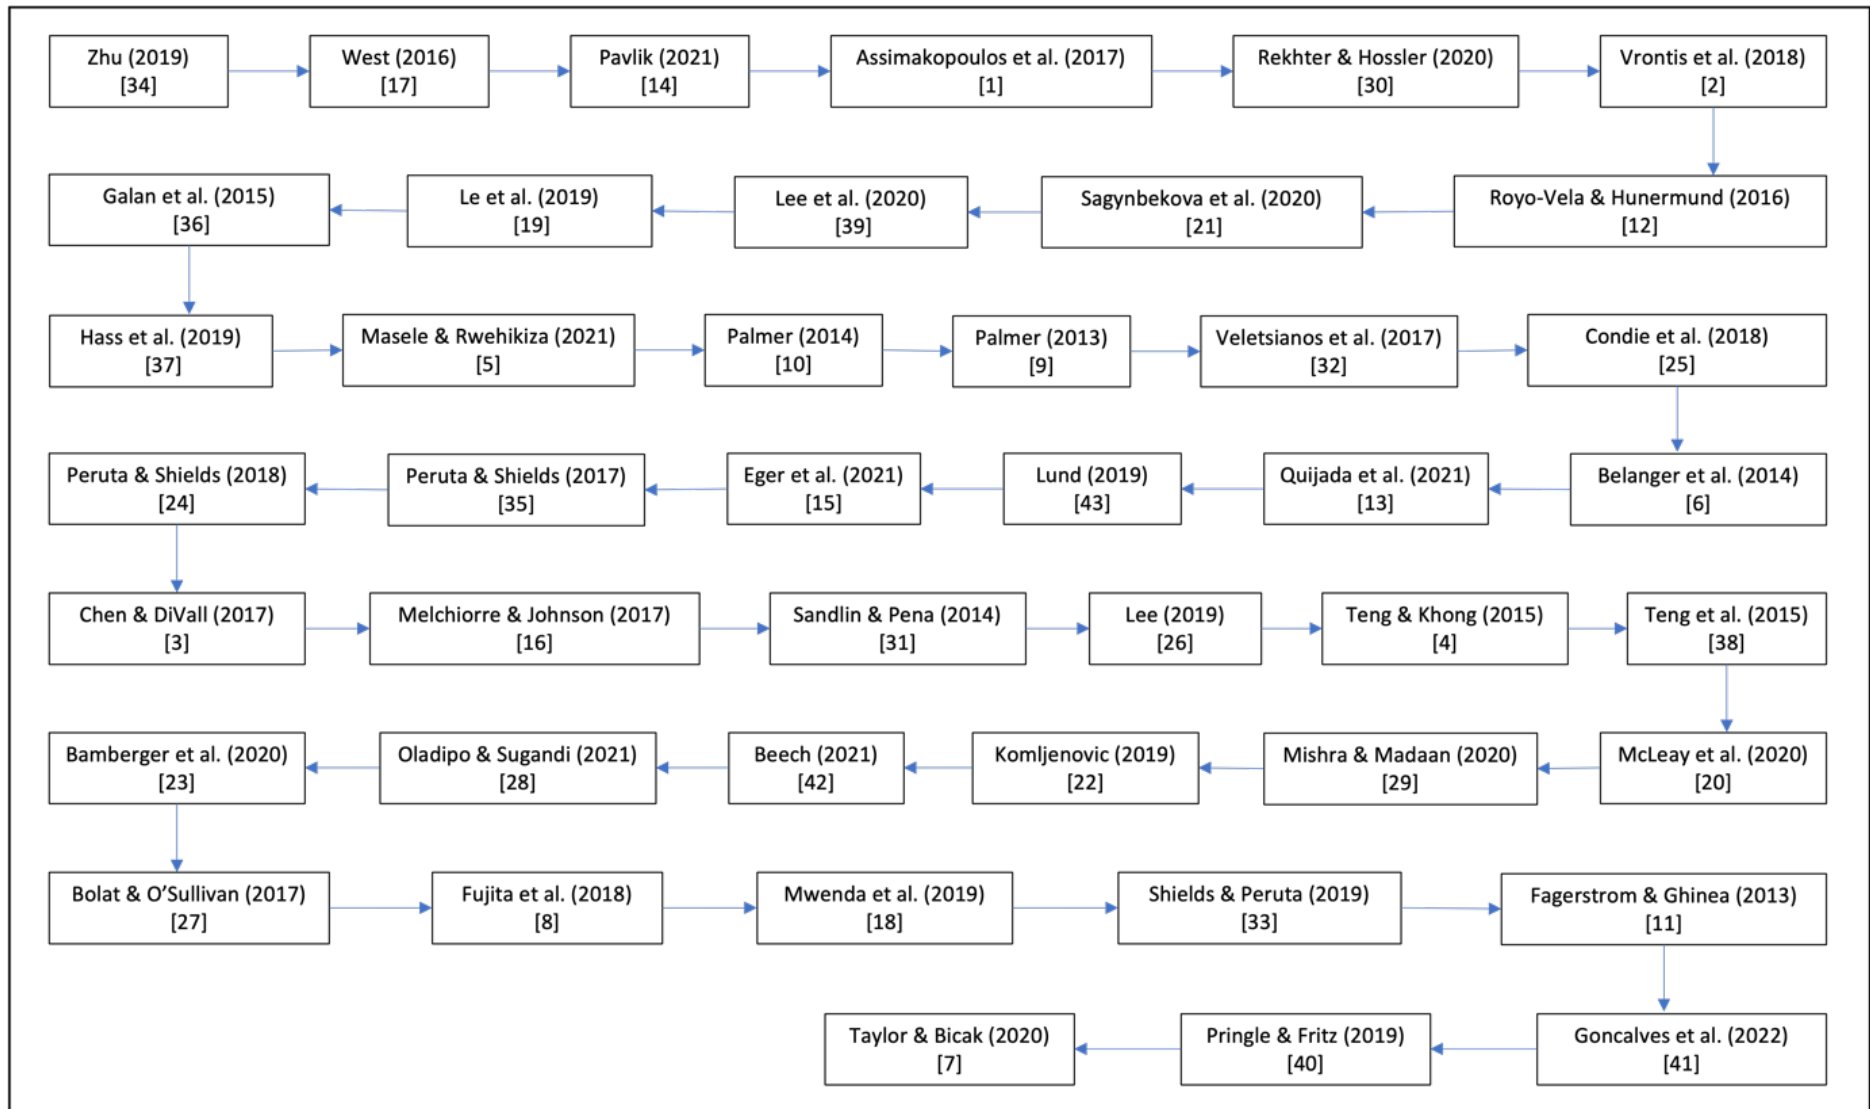 Zhu (2019)
[34]
West (2016)
[17]
Pavlik (2021)
[14]
Assimakopoulos et al. (2017)
[1]
Rekhter & Hossler (2020)
[30]
Vrontis et al. (2018)
[2]
Royo-Vela & Hunermund (2016)
[12]
Sagynbekova et al. (2020)
[21]
Lee et al. (2020)
[39]
Le et al. (2019)
[19]
Galan et al. (2015)
[36]
Hass et al. (2019)
[37]
Masele & Rwehikiza (2021)
[5]
Palmer (2014)
[10]
Palmer (2013)
[9]
Veletsianos et al. (2017)
[32]
Condie et al. (2018)
[25]
Belanger et al. (2014)
[6]
Quijada et al. (2021)
[13]
Lund (2019)
[43]
Eger et al. (2021)
[15]
Peruta & Shields (2017)
[35]
Peruta & Shields (2018)
[24]
Chen & DiVall (2017)
[3]
Melchiorre & Johnson (2017)
[16]
Sandlin & Pena (2014)
[31]
Lee (2019)
[26]
Teng & Khong (2015)
[4]
Teng et al. (2015)
[38]
McLeay et al. (2020)
[20]
Mishra & Madaan (2020)
[29]
Komljenovic (2019)
[22]
Beech (2021)
[42]
Oladipo & Sugandi (2021)
[28]
Bamberger et al. (2020)
[23]
Bolat & O’Sullivan (2017)
[27]
Fujita et al. (2018)
[8]
Mwenda et al. (2019)
[18]
Shields & Peruta (2019)
[33]
Fagerstrom & Ghinea (2013)
[11]
Goncalves et al. (2022)
[41]
Pringle & Fritz (2019)
[40]
Taylor & Bicak (2020)
[7]